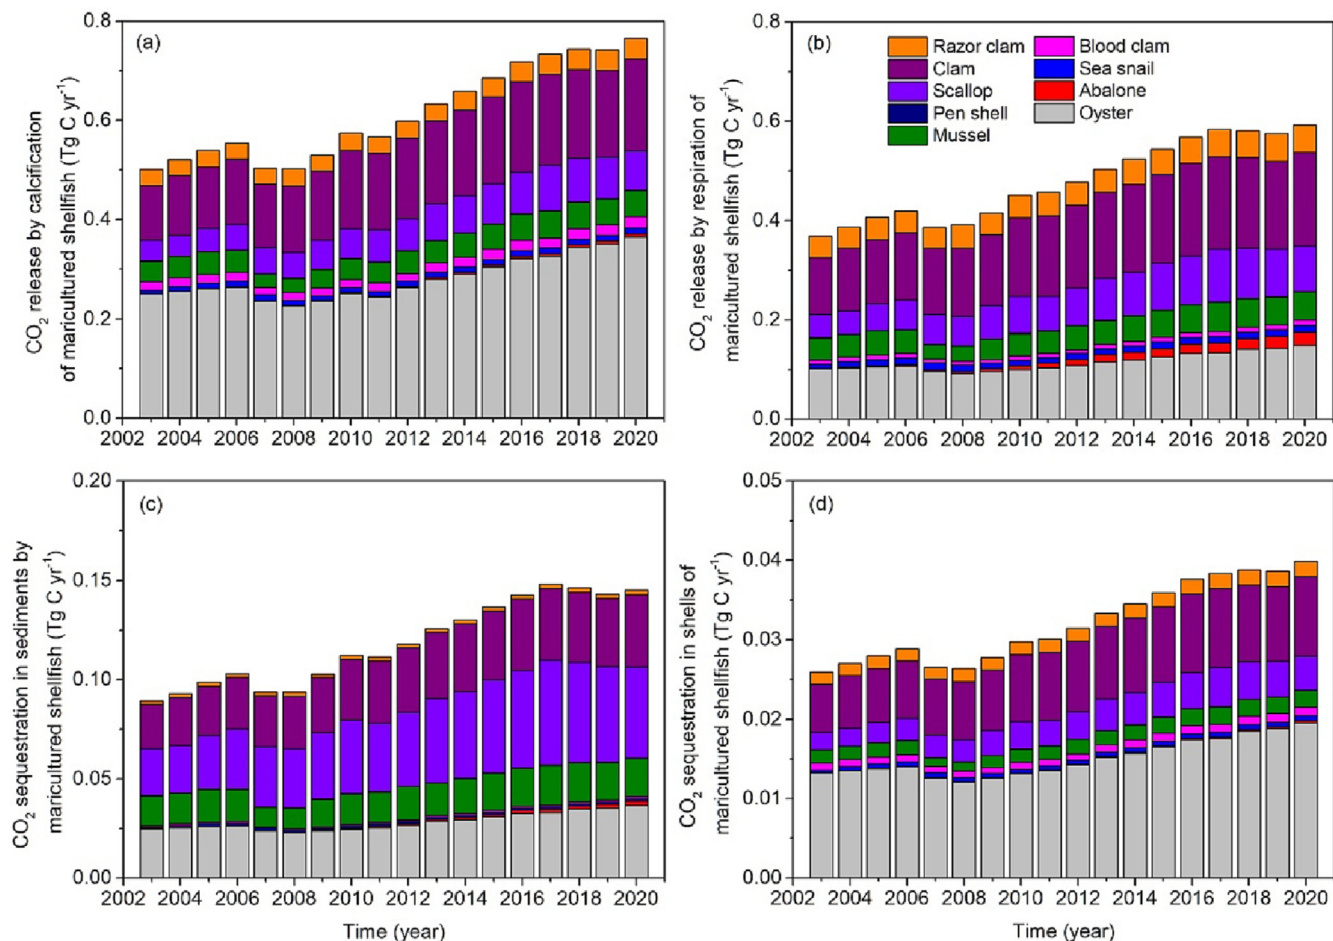 (a)
0.8
0.6
0.4
0.2
0.0
CO2 release by calcification
of maricultured shellfish (Tg C yr-1)
2002 2004 2006 2008 2010 2012 2014 2016 2018 2020
(b)
0.8
0.6
0.4
0.2
0.0
CO2 release by respiration of
maricultured shellfish (Tg C yr-1)
Razor clam
Clam
Scallop
Pen shell
Mussel
Blood clam
Sea snail
Abalone
Oyster
2002 2004 2006 2008 2010 2012 2014 2016 2018 2020
(c)
0.20
0.15
0.10
0.05
0.00
CO2 sequestration in sediments by
maricultured shellfish (Tg C yr-1)
2002 2004 2006 2008 2010 2012 2014 2016 2018 2020
Time (year)
(d)
0.05
0.04
0.03
0.02
0.01
0.00
CO2 sequestration in shells of
maricultured shellfish (Tg C yr-1)
2002 2004 2006 2008 2010 2012 2014 2016 2018 2020
Time (year)